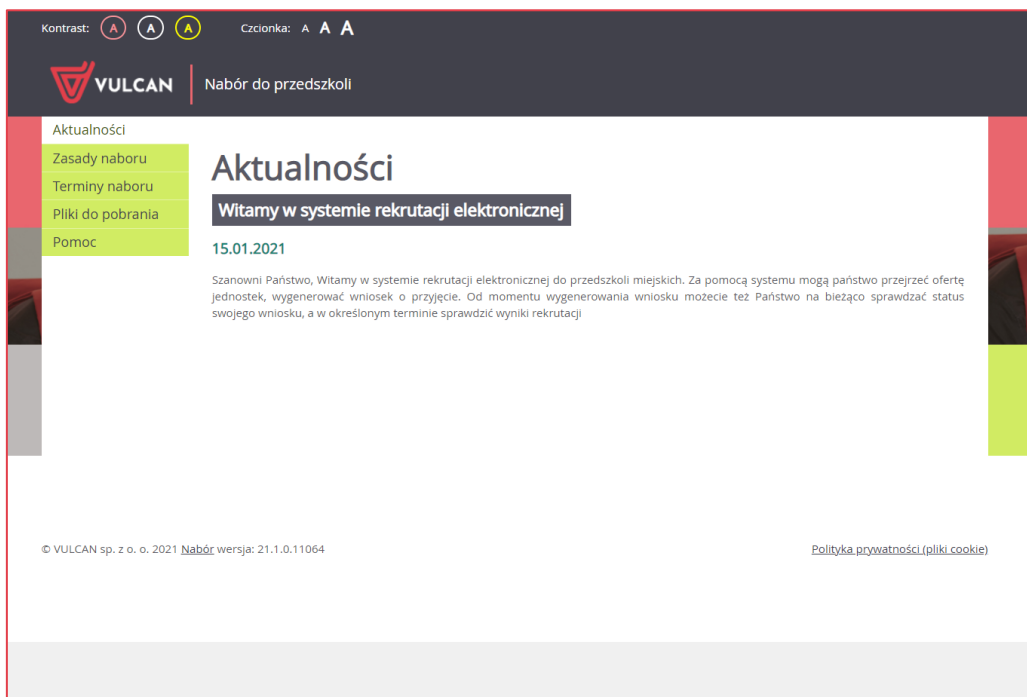 Kontrast: A A A Czcionka: A A A
VULCAN Nabór do przedszkoli
Aktualności
Zasady naboru
Terminy naboru
Pliki do pobrania
Pomoc
Aktualności
Witamy w systemie rekrutacji elektronicznej
15.01.2021
Szanowni Państwo, Witamy w systemie rekrutacji elektronicznej do przedszkoli miejskich. Za pomocą systemu mogą państwo przejrzeć ofertę
jednostek, wygenerować wniosek o przyjęcie. Od momentu wygenerowania wniosku możecie też Państwo na bieżąco sprawdzać status
swojego wniosku, a w określonym terminie sprawdzić wyniki rekrutacji
© VULCAN sp. z o. o. 2021 Nabór wersja: 21.1.0.11064 Polityka prywatności (pliki cookie)